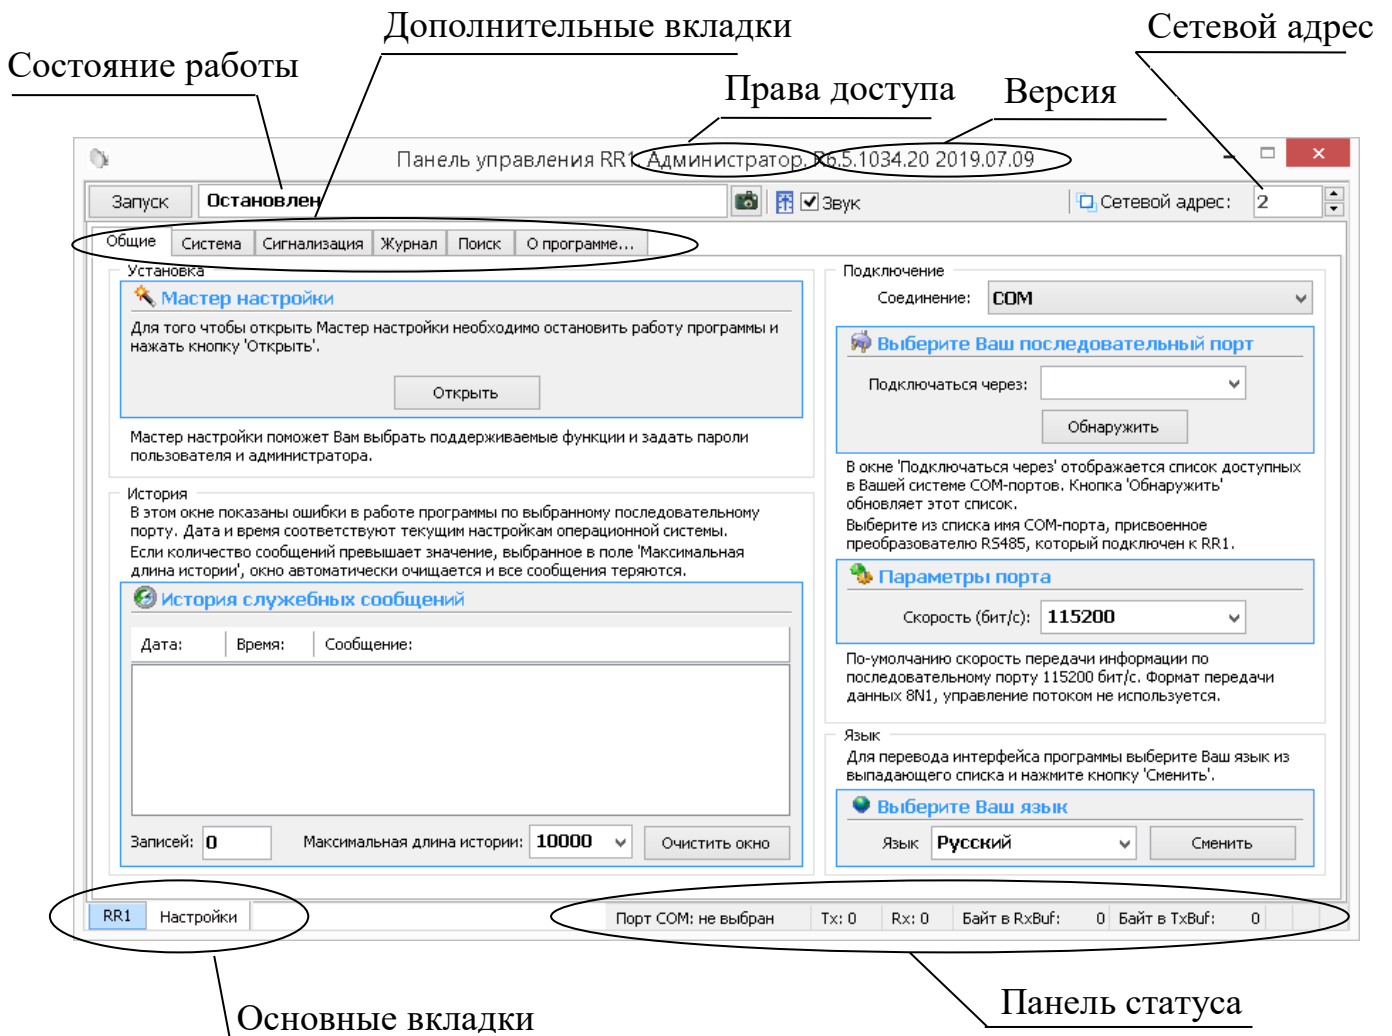 Дополнительные вкладки
Сетевой адрес
Состояние работы
Права доступа
Версия
Панель управления RR1, Администратор, R6.5.1034.20 2019.07.09
Запуск
Остановлен
Звук
Сетевой адрес:
2
Общие
Система
Сигнализация
Журнал
Поиск
О программе...
Установка
Мастер настройки
Для того чтобы открыть Мастер настройки необходимо остановить работу программы и
нажать кнопку 'Открыть'.
Открыть
Мастер настройки поможет Вам выбрать поддерживаемые функции и задать пароли
пользователя и администратора.
История
В этом окне показаны ошибки в работе программы по выбранному последовательному
порту. Дата и время соответствуют текущим настройкам операционной системы.
Если количество сообщений превышает значение, выбранное в поле 'Максимальная
длина истории', окно автоматически очищается и все сообщения теряются.
История служебных сообщений
Дата:
Время:
Сообщение:
Записей:
0
Максимальная длина истории:
10000
Очистить окно
Подключение
Соединение:
COM
Выберите Ваш последовательный порт
Подключаться через:
Обнаружить
В окне 'Подключаться через' отображается список доступных
в Вашей системе COM-портов. Кнопка 'Обнаружить'
обновляет этот список.
Выберите из списка имя COM-порта, присвоенное
преобразователю RS485, который подключен к RR1.
Параметры порта
Скорость (бит/с):
115200
По-умолчанию скорость передачи информации по
последовательному порту 115200 бит/с. Формат передачи
данных 8N1, управление потоком не используется.
Язык
Для перевода интерфейса программы выберите Ваш язык из
выпадающего списка и нажмите кнопку 'Сменить'.
Выберите Ваш язык
Язык
Русский
Сменить
RR1
Настройки
Порт COM: не выбран
Tx: 0
Rx: 0
Байт в RxBuf:
0
Байт в TxBuf:
0
Панель статуса
Основные вкладки